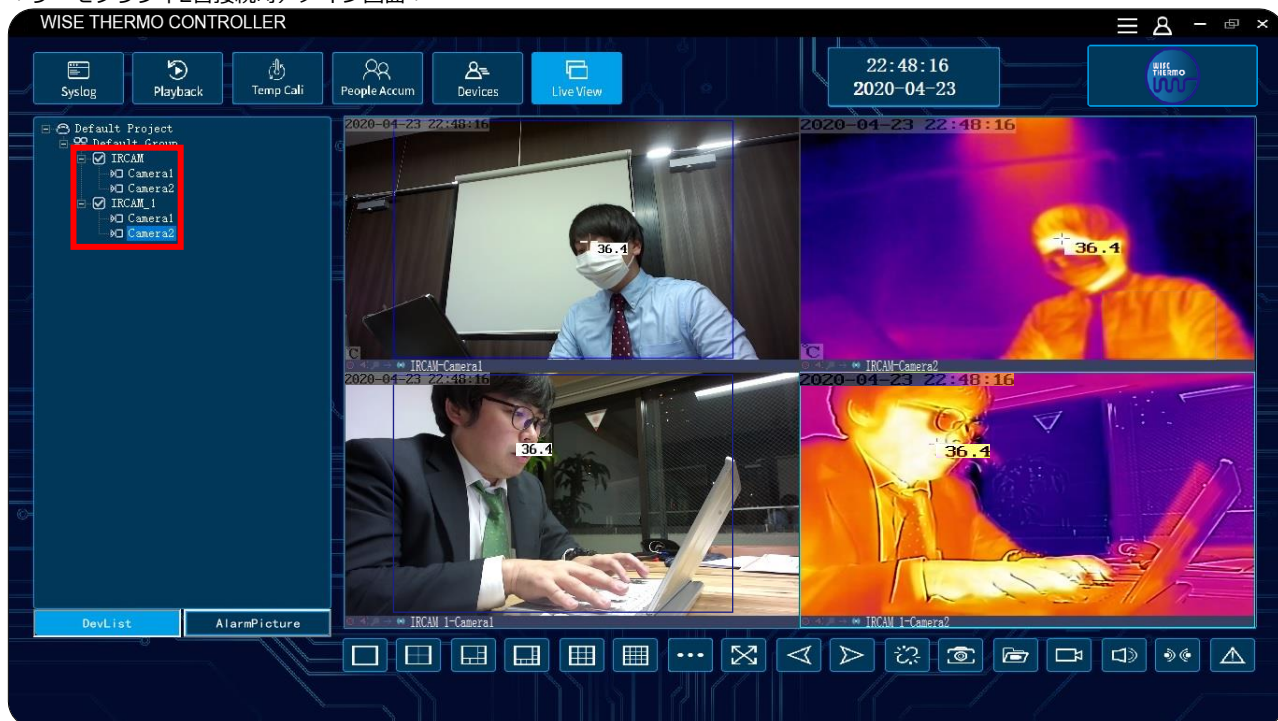 WISE THERMO CONTROLLER
Syslog
Playback
Temp Cali
People Accum
Devices
Live View
22:48:16
2020-04-23
WISE
THERMO
Default Project
Default Group
IRCAM
Camera1
Camera2
IRCAM_1
Camera1
Camera2
2020-04-23 22:48:16
36.4
℃
IRCAM-Camera1
2020-04-23 22:48:16
36.4
℃
IRCAM-Camera2
2020-04-23 22:48:16
36.4
IRCAM_1-Camera1
2020-04-23 22:48:16
36.4
IRCAM_1-Camera2
DevList
AlarmPicture